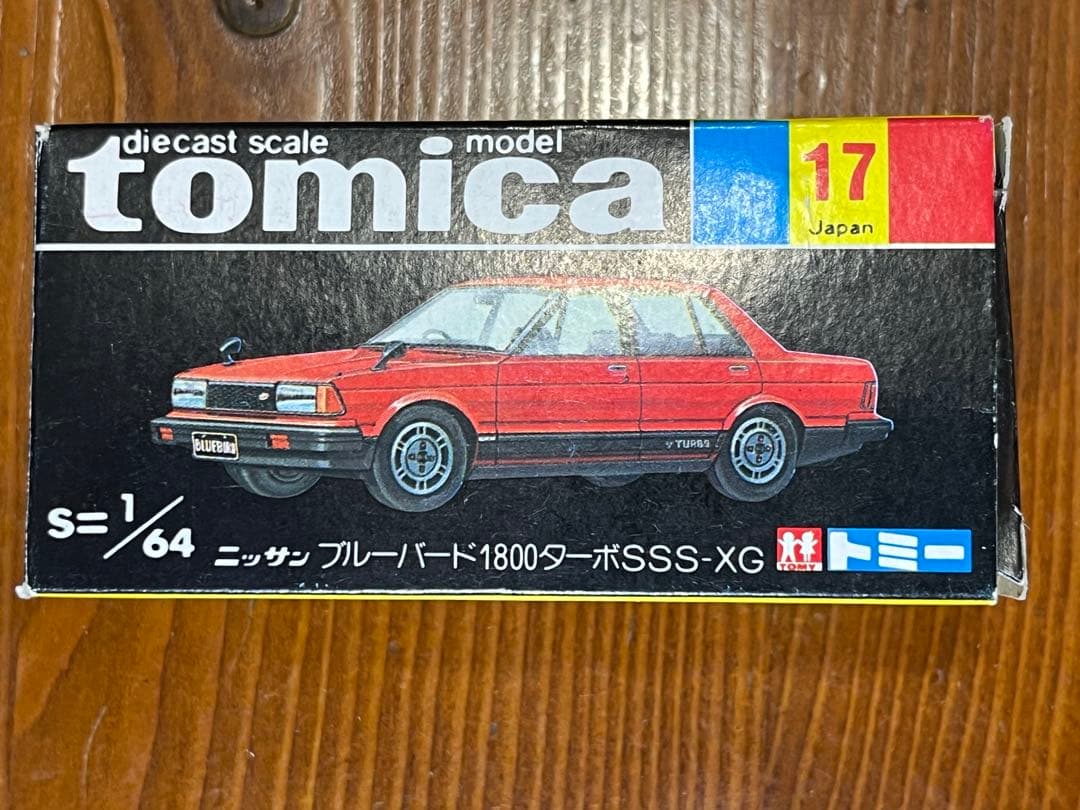 diecast scale model
tomica
17
Japan
BLUEBIRD
TURBO
S=1/64
ニッサン ブルーバード1800ターボSSS-XG
TOMY
トミー